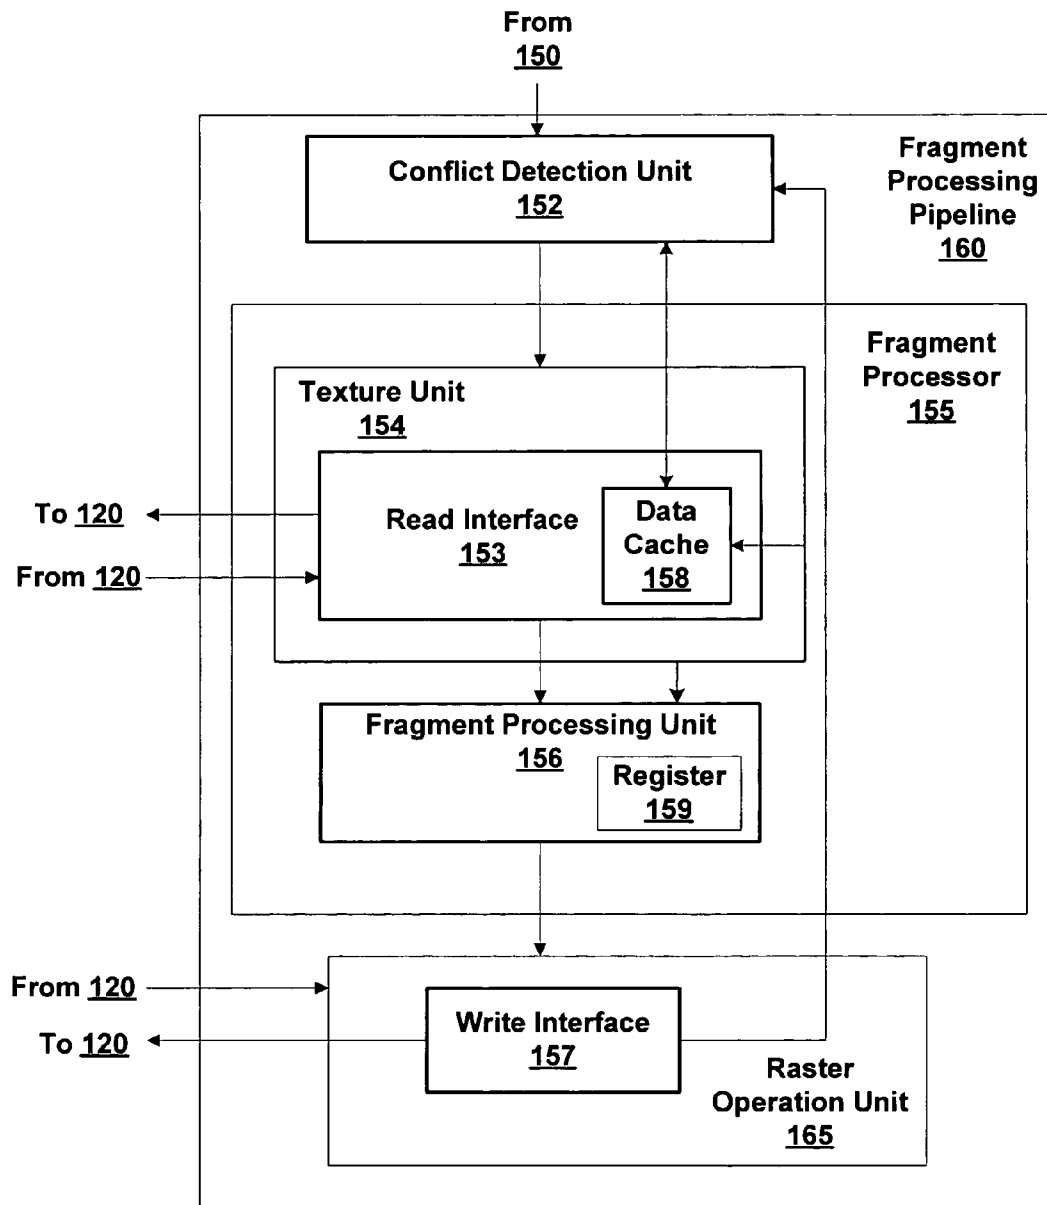 From
150
Conflict Detection Unit
152
Fragment
Processing
Pipeline
160
Fragment
Processor
155
Texture Unit
154
To 120
From 120
Read Interface
153
Data
Cache
158
Fragment Processing Unit
156
Register
159
From 120
To 120
Write Interface
157
Raster
Operation Unit
165